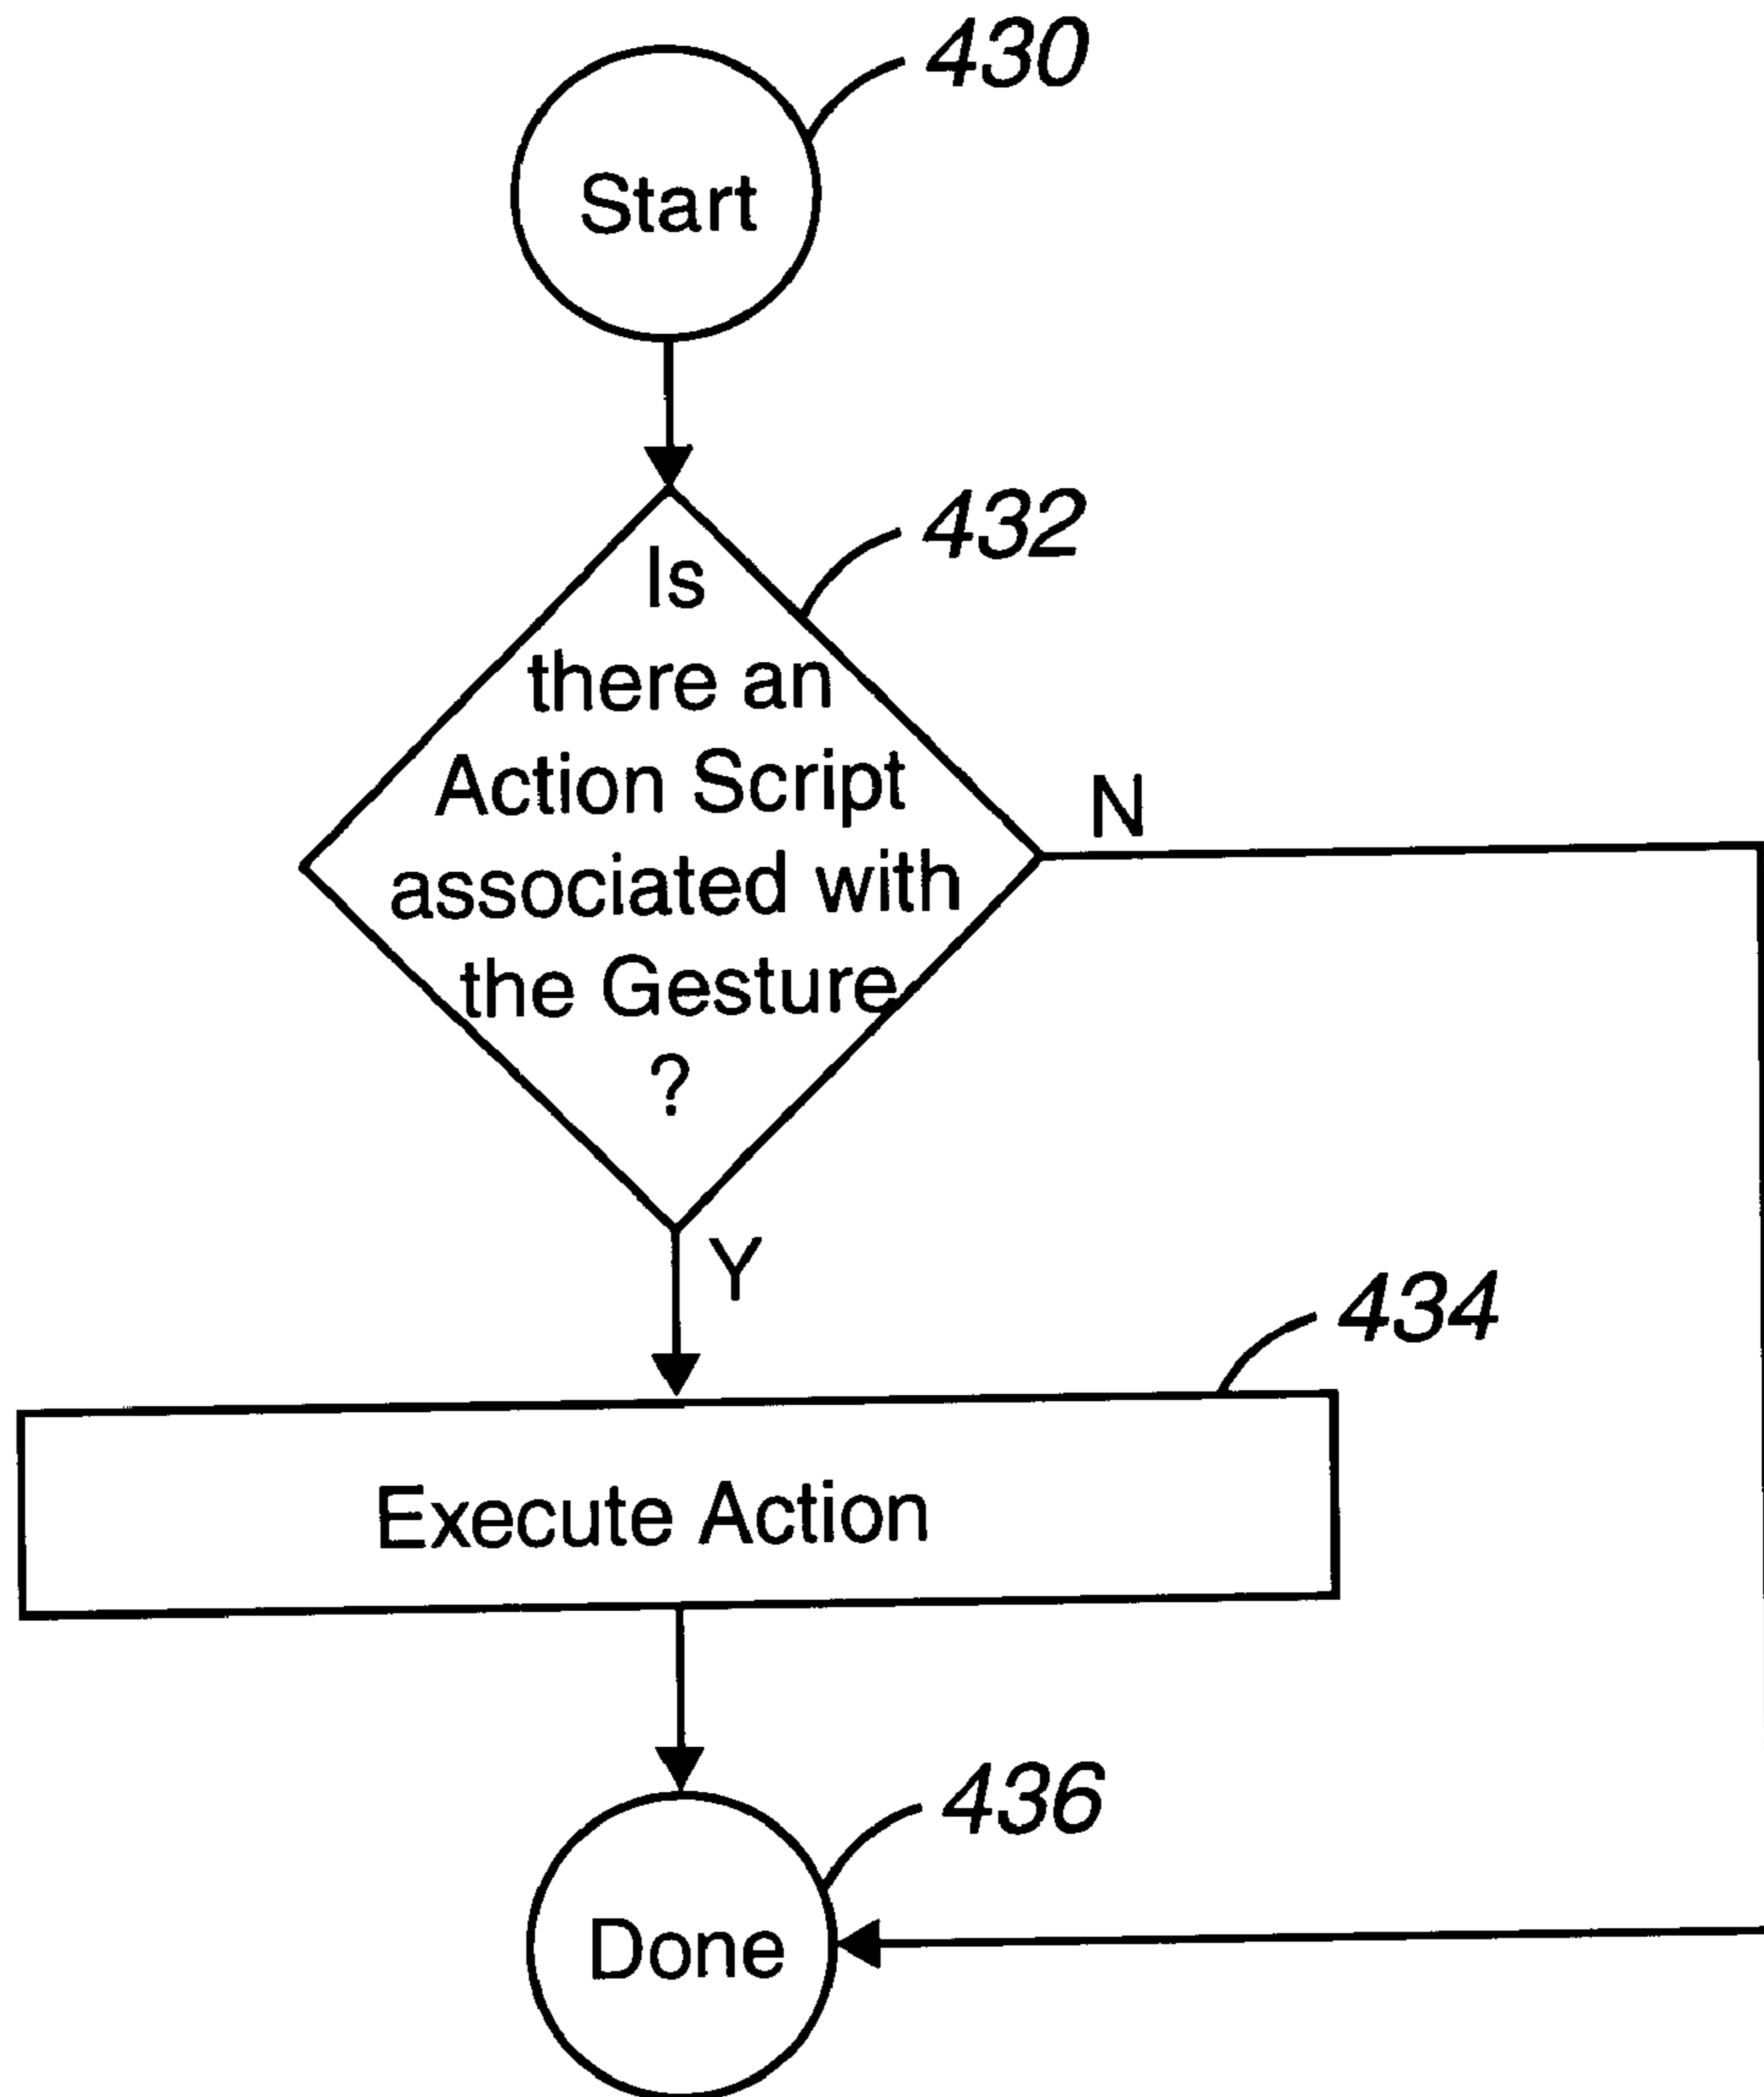 430
Start
432
Is
there an
Action Script
associated with
the Gesture
?
N
Y
434
Execute Action
436
Done